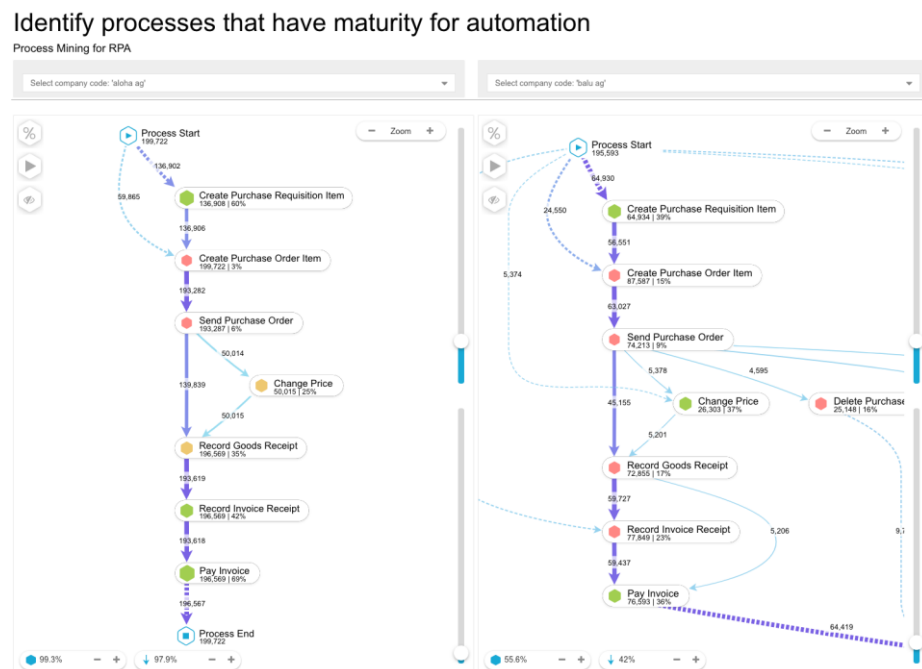 Identify processes that have maturity for automation
Process Mining for RPA
Select company code: 'aloha ag'
Select company code: 'balu ag'
%
Process Start
199,722
− Zoom +
136,902
59,865
Create Purchase Requisition Item
136,908 | 60%
136,906
Create Purchase Order Item
199,722 | 3%
193,282
Send Purchase Order
193,287 | 6%
50,014
139,839
Change Price
50,015 | 25%
50,015
Record Goods Receipt
196,569 | 35%
193,619
Record Invoice Receipt
196,569 | 42%
193,618
Pay Invoice
196,569 | 69%
196,567
Process End
199,722
99.3% − +
97.9% − +
%
Process Start
195,593
− Zoom +
64,930
24,550
5,374
Create Purchase Requisition Item
64,934 | 39%
56,551
Create Purchase Order Item
87,587 | 15%
63,027
Send Purchase Order
74,213 | 9%
5,378
4,595
45,155
Change Price
26,303 | 37%
Delete Purchase
25,148 | 16%
5,201
Record Goods Receipt
72,855 | 17%
59,727
Record Invoice Receipt
77,849 | 23%
5,206
59,437
Pay Invoice
76,593 | 36%
64,419
55.6% − +
42% − +